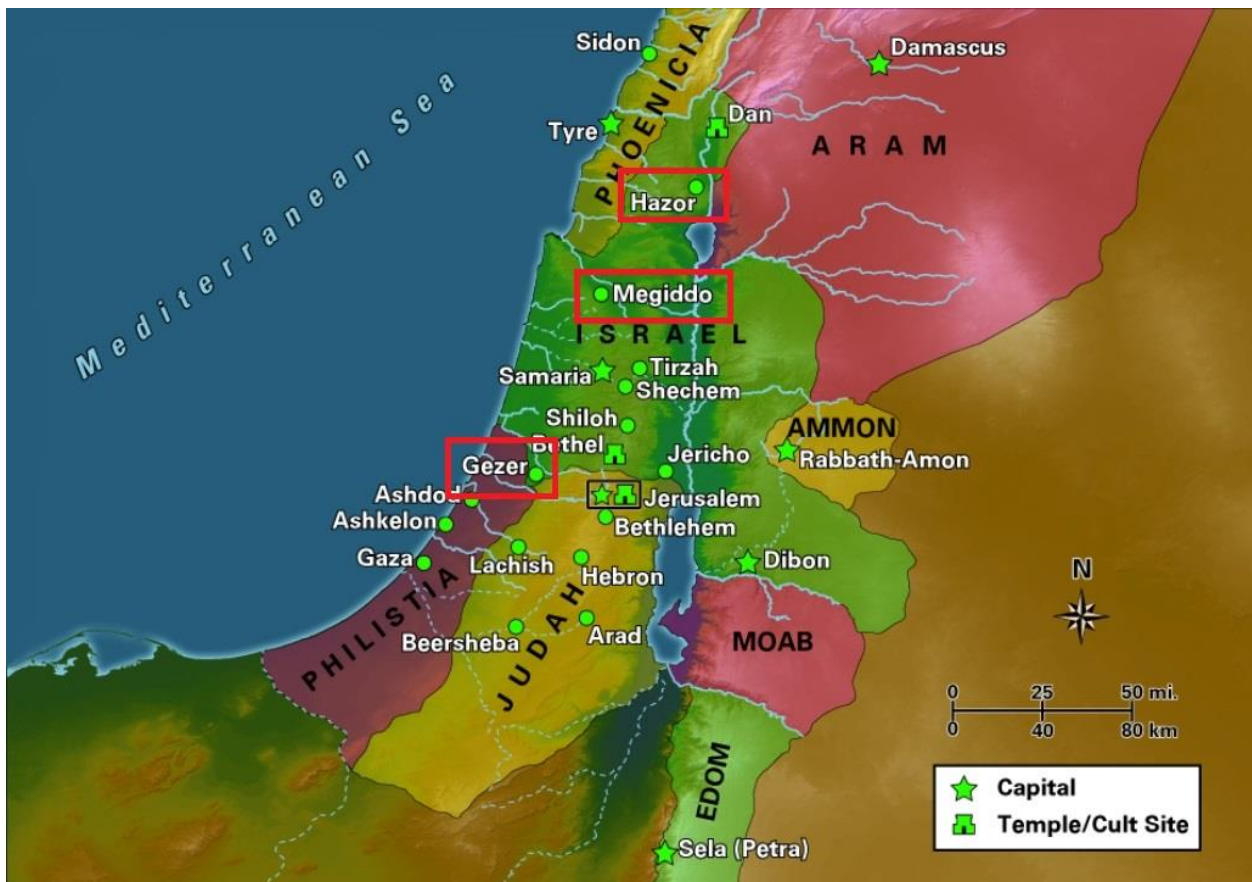 Sidon
Damascus
PHOENICIA
Tyre
Dan
ARAM
Mediterranean Sea
Hazor
Megiddo
ISRAEL
Samaria
Tirzah
Shechem
Shiloh
Bethel
AMMON
Gezer
Jericho
Rabbath-Amon
Ashdod
Jerusalem
Ashkelon
Bethlehem
Gaza
Lachish
Hebron
Dibon
N
PHILISTIA
JUDAH
Beersheba
Arad
MOAB
0 25 50 mi.
0 40 80 km
EDOM
Capital
Temple/Cult Site
Sela (Petra)